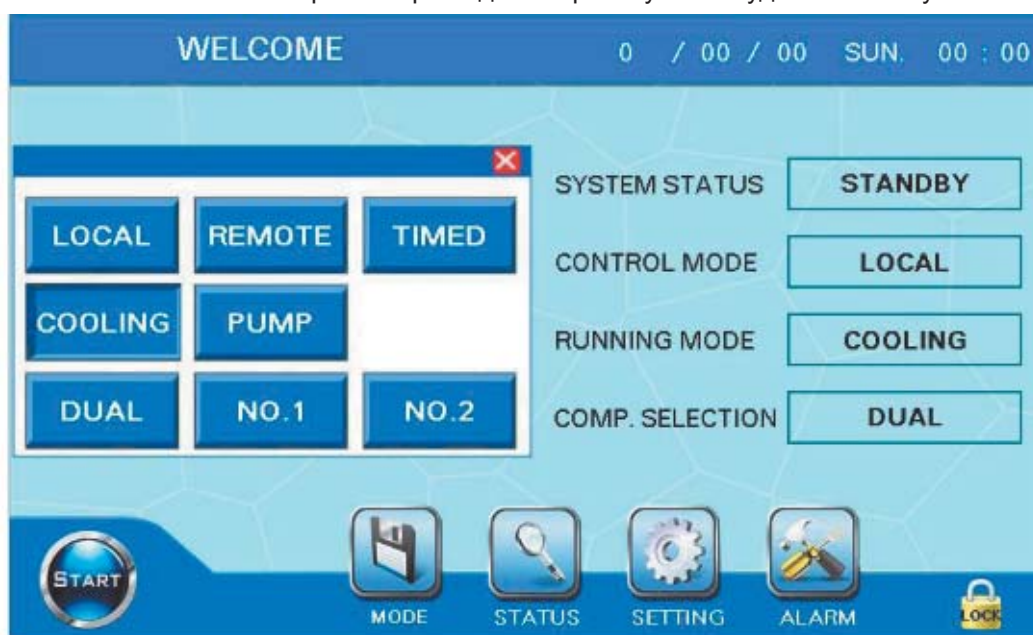 WELCOME 0 / 00 / 00 SUN. 00 : 00
SYSTEM STATUS STANDBY
LOCAL REMOTE TIMED
CONTROL MODE LOCAL
COOLING PUMP
RUNNING MODE COOLING
DUAL NO.1 NO.2
COMP. SELECTION DUAL
START
MODE STATUS SETTING ALARM
LOCK